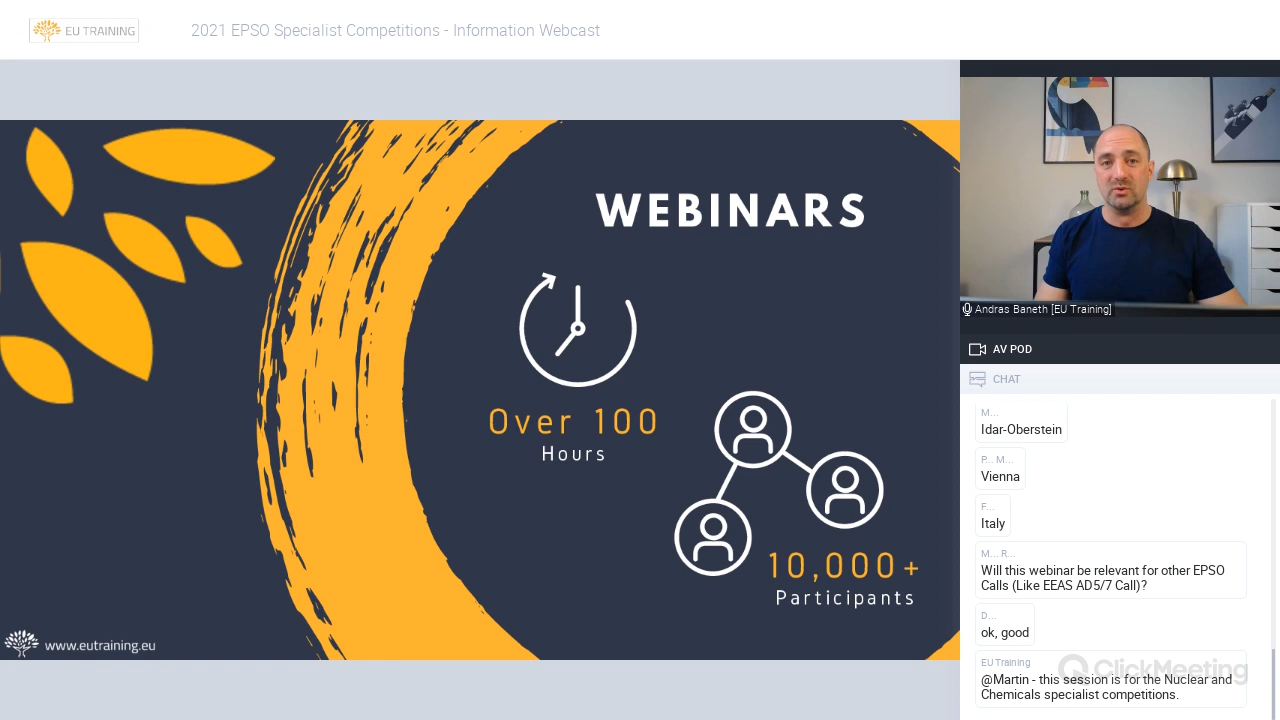 EU TRAINING
2021 EPSO Specialist Competitions - Information Webcast
WEBINARS
Over 100
Hours
10,000+
Participants
www.eutraining.eu
Andras Baneth [EU Training]
AV POD
CHAT
M...
Idar-Oberstein
P... M...
Vienna
F...
Italy
M... R...
Will this webinar be relevant for other EPSO
Calls (Like EEAS AD5/7 Call)?
D...
ok, good
EU Training
@Martin - this session is for the Nuclear and
Chemicals specialist competitions.
ClickMeeting